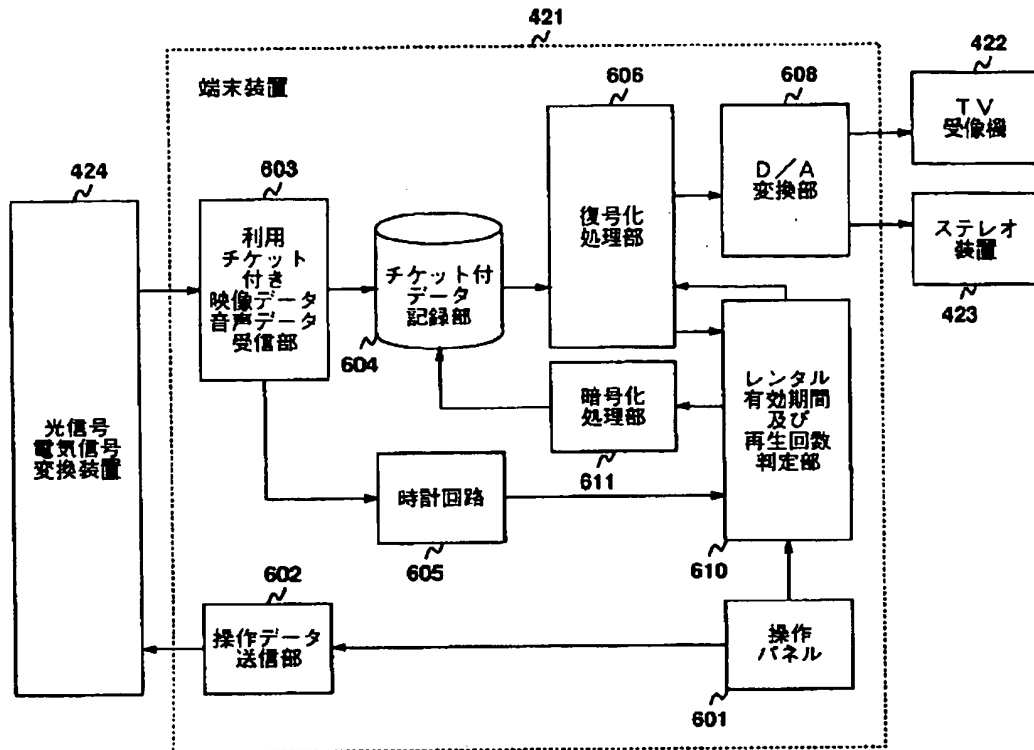 421
端末装置
606
608
422
TV
受像機
424
603
利用
チケット
付き
映像データ
音声データ
受信部
チケット付
データ
記録部
604
復号化
処理部
D/A
変換部
ステレオ
装置
423
光信号
電気信号
変換装置
暗号化
処理部
611
レンタル
有効期間
及び
再生回数
判定部
610
時計回路
605
602
操作データ
送信部
操作
パネル
601